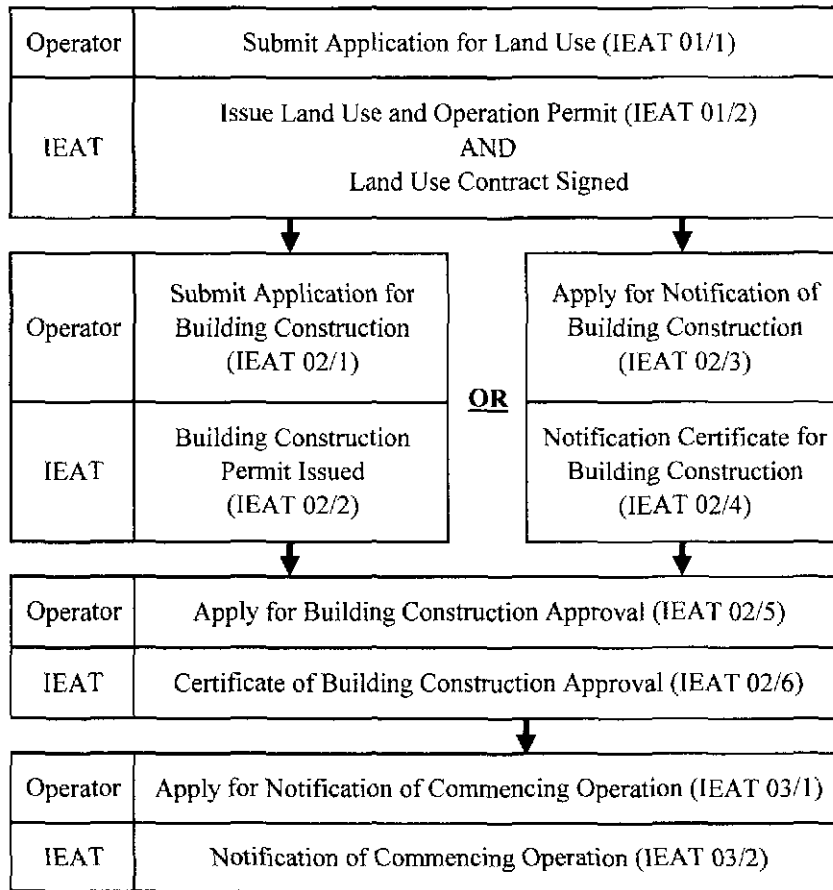 Operator
Submit Application for Land Use (IEAT 01/1)
IEAT
Issue Land Use and Operation Permit (IEAT 01/2)
AND
Land Use Contract Signed
Operator
Submit Application for
Building Construction
(IEAT 02/1)
IEAT
Building Construction
Permit Issued
(IEAT 02/2)
OR
Apply for Notification of
Building Construction
(IEAT 02/3)
Notification Certificate for
Building Construction
(IEAT 02/4)
Operator
Apply for Building Construction Approval (IEAT 02/5)
IEAT
Certificate of Building Construction Approval (IEAT 02/6)
Operator
Apply for Notification of Commencing Operation (IEAT 03/1)
IEAT
Notification of Commencing Operation (IEAT 03/2)